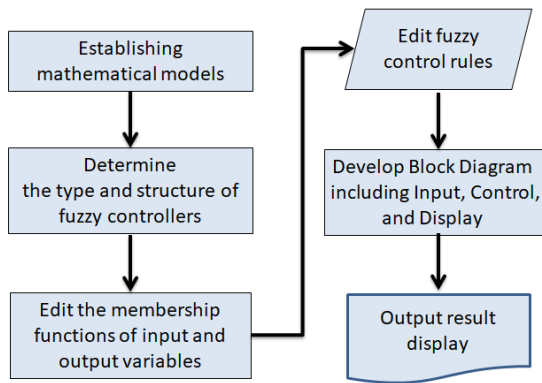 Establishing
mathematical models
Determine
the type and structure of
fuzzy controllers
Edit the membership
functions of input and
output variables
Edit fuzzy
control rules
Develop Block Diagram
including Input, Control,
and Display
Output result
display